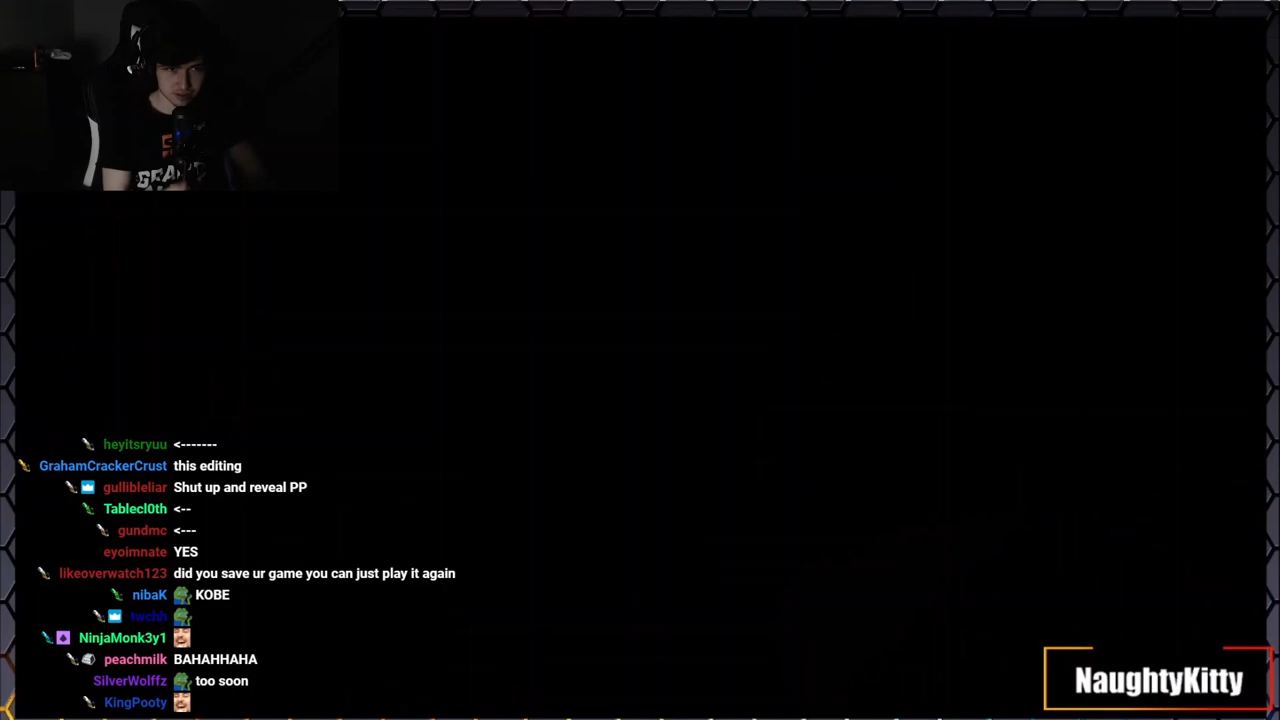 heyitsryuu <-------
GrahamCrackerCrust this editing
gullibleliar Shut up and reveal PP
Tablecl0th <--
gundmc <---
eyoimnate YES
likeoverwatch123 did you save ur game you can just play it again
nibaK KOBE
twchh
NinjaMonk3y1
peachmilk BAHAHHAHA
SilverWolffz too soon
KingPooty
NaughtyKitty